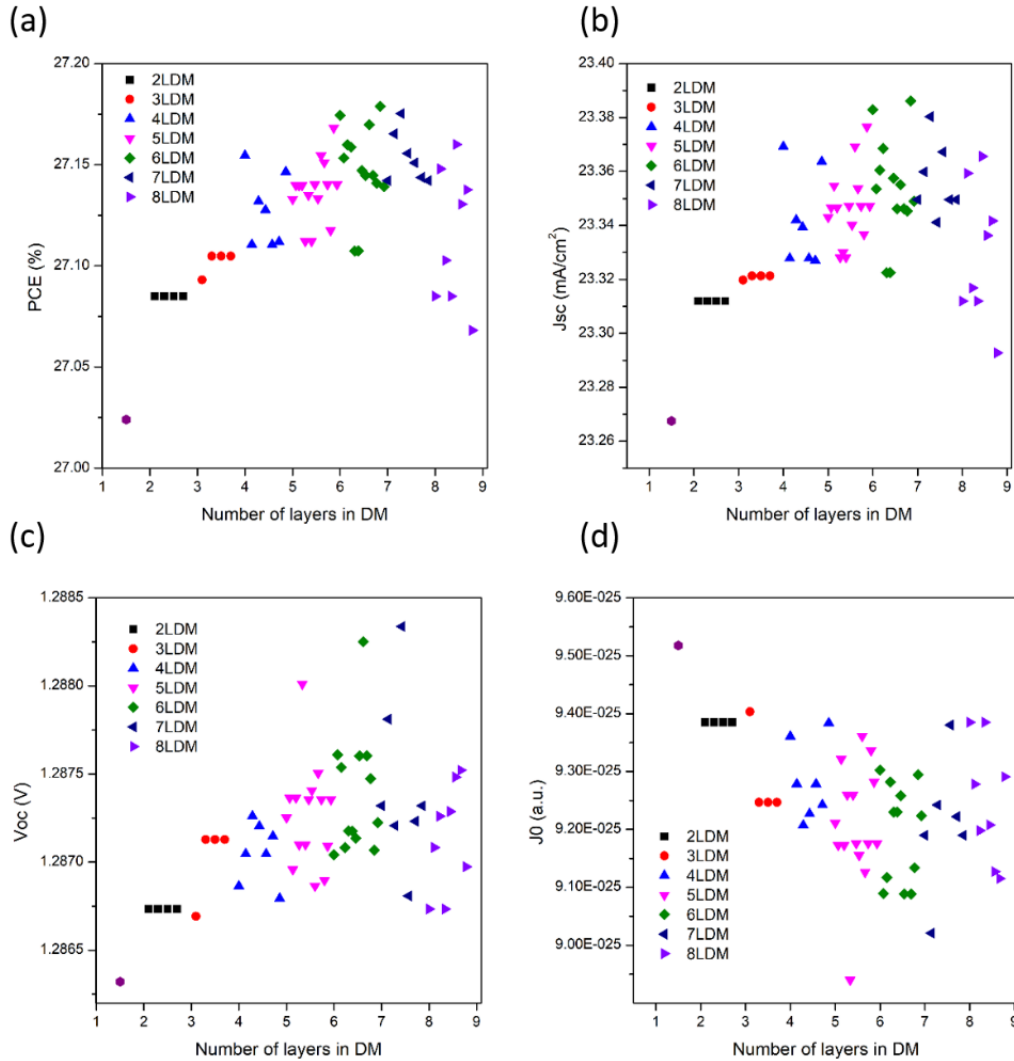 (a)
27.20
27.15
27.10
27.05
27.00
PCE (%)
2LDM
3LDM
4LDM
5LDM
6LDM
7LDM
8LDM
1 2 3 4 5 6 7 8 9
Number of layers in DM
(b)
23.40
23.38
23.36
23.34
23.32
23.30
23.28
23.26
Jsc (mA/cm²)
2LDM
3LDM
4LDM
5LDM
6LDM
7LDM
8LDM
1 2 3 4 5 6 7 8 9
Number of layers in DM
(c)
1.2885
1.2880
1.2875
1.2870
1.2865
Voc (V)
2LDM
3LDM
4LDM
5LDM
6LDM
7LDM
8LDM
1 2 3 4 5 6 7 8 9
Number of layers in DM
(d)
9.60E-025
9.50E-025
9.40E-025
9.30E-025
9.20E-025
9.10E-025
9.00E-025
J0 (a.u.)
2LDM
3LDM
4LDM
5LDM
6LDM
7LDM
8LDM
1 2 3 4 5 6 7 8 9
Number of layers in DM